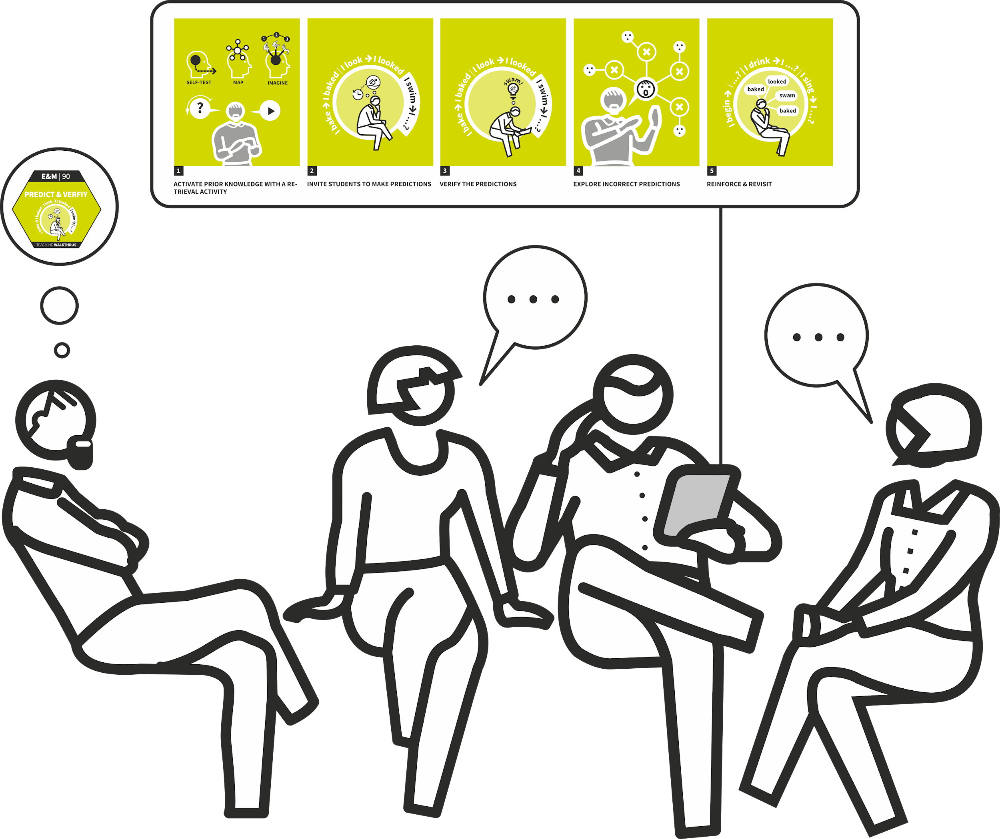 1 2 3
SELF-TEST MAP IMAGINE
?
1
ACTIVATE PRIOR KNOWLEDGE WITH A RE-
TRIEVAL ACTIVITY
I bake → I baked | I look → I looked
I swim → I ....?
2
INVITE STUDENTS TO MAKE PREDICTIONS
I bake → I baked | I look → I looked
I swim → I ....?
swam!
3
VERIFY THE PREDICTIONS
4
EXPLORE INCORRECT PREDICTIONS
I begin → I ....? | I drink → I ....? | I sing → I ....?
looked
baked
swam
baked
5
REINFORCE & REVISIT
E&M | 90
PREDICT & VERFIY
I bake → I baked | I look → I looked
I swim → I ....?
TEACHING WALKTHRUS